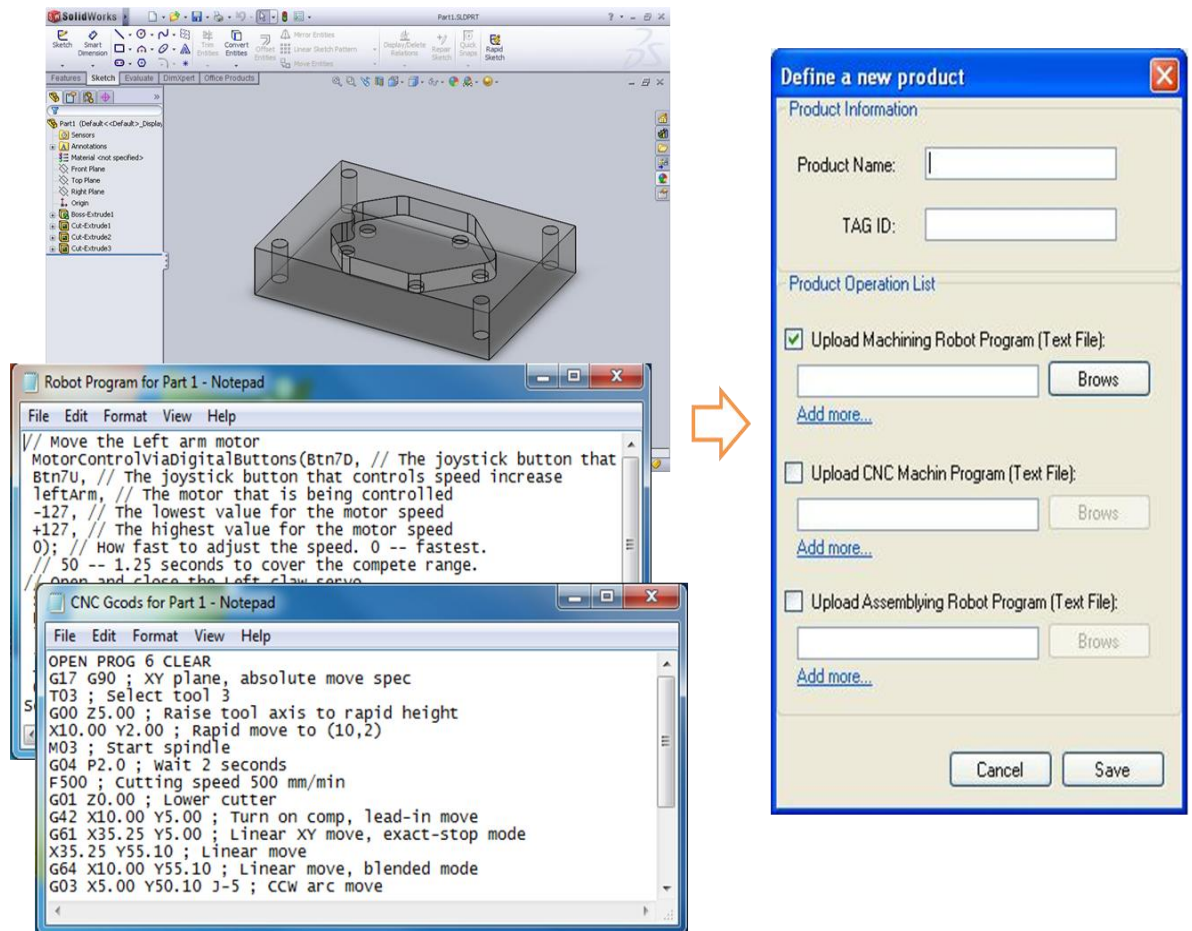 SolidWorks
Part1.SLDPRT
Sketch
Smart Dimension
Trim Entities
Convert Entities
Offset Entities
Mirror Entities
Linear Sketch Pattern
Move Entities
Display/Delete Relations
Repair Sketch
Quick Snaps
Rapid Sketch
Features Sketch Evaluate DimXpert Office Products
Part1 (Default<<Default>_Display
Sensors
Annotations
Material <not specified>
Front Plane
Top Plane
Right Plane
Origin
Boss-Extrude1
Cut-Extrude1
Cut-Extrude2
Cut-Extrude3
Robot Program for Part 1 - Notepad
File Edit Format View Help
// Move the Left arm motor
MotorControlViaDigitalButtons(Btn7D, // The joystick button that
Btn7U, // The joystick button that controls speed increase
leftArm, // The motor that is being controlled
-127, // The lowest value for the motor speed
+127, // The highest value for the motor speed
0); // How fast to adjust the speed. 0 -- fastest.
// 50 -- 1.25 seconds to cover the compete range.
// Open and close the Left claw servo
CNC Gcods for Part 1 - Notepad
File Edit Format View Help
OPEN PROG 6 CLEAR
G17 G90 ; XY plane, absolute move spec
T03 ; Select tool 3
G00 Z5.00 ; Raise tool axis to rapid height
X10.00 Y2.00 ; Rapid move to (10,2)
M03 ; Start spindle
G04 P2.0 ; Wait 2 seconds
F500 ; Cutting speed 500 mm/min
G01 Z0.00 ; Lower cutter
G42 X10.00 Y5.00 ; Turn on comp, lead-in move
G61 X35.25 Y5.00 ; Linear XY move, exact-stop mode
X35.25 Y55.10 ; Linear move
G64 X10.00 Y55.10 ; Linear move, blended mode
G03 X5.00 Y50.10 J-5 ; CCW arc move
Define a new product
Product Information
Product Name:
TAG ID:
Product Operation List
Upload Machining Robot Program (Text File):
Brows
Add more...
Upload CNC Machin Program (Text File):
Brows
Add more...
Upload Assemblying Robot Program (Text File):
Brows
Add more...
Cancel Save